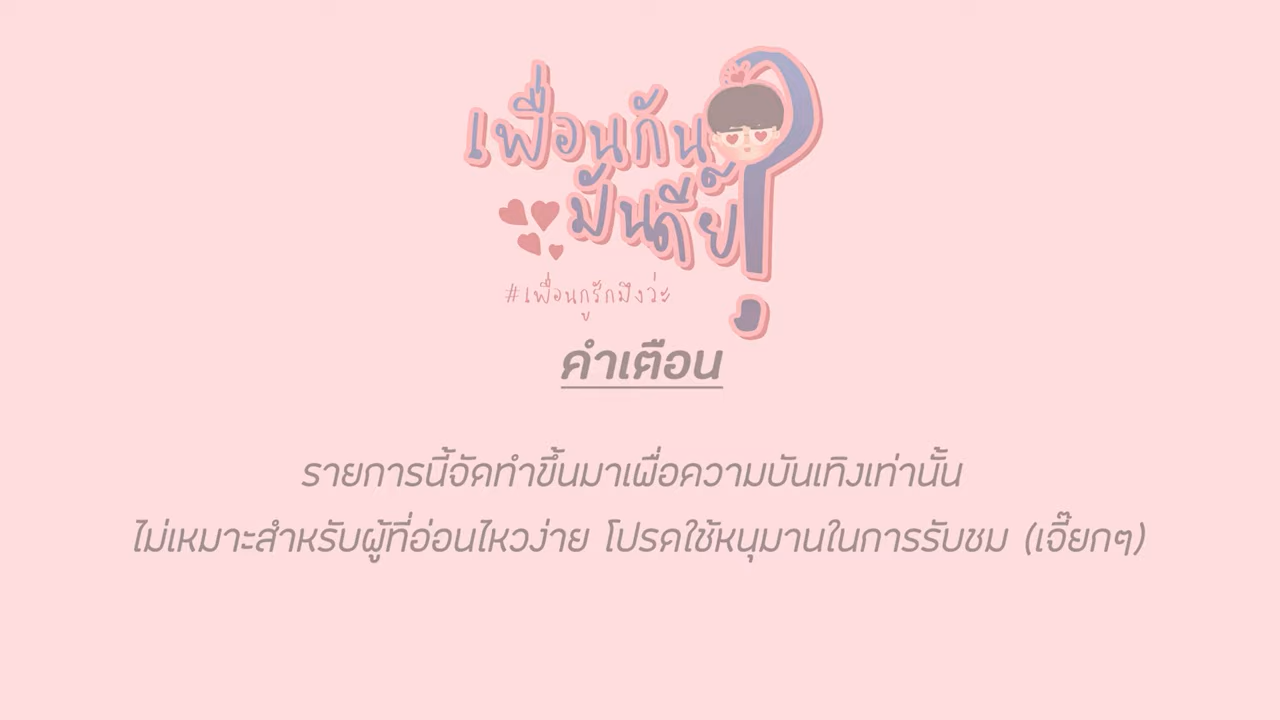 เพื่อนกัน
มันดีย์?
#เพื่อนกูรักมึงว่ะ
คำเตือน
รายการนี้จัดทำขึ้นมาเพื่อความบันเทิงเท่านั้น
ไม่เหมาะสำหรับผู้ที่อ่อนไหวง่าย โปรดใช้หนุมานในการรับชม (เจี๊ยกๆ)